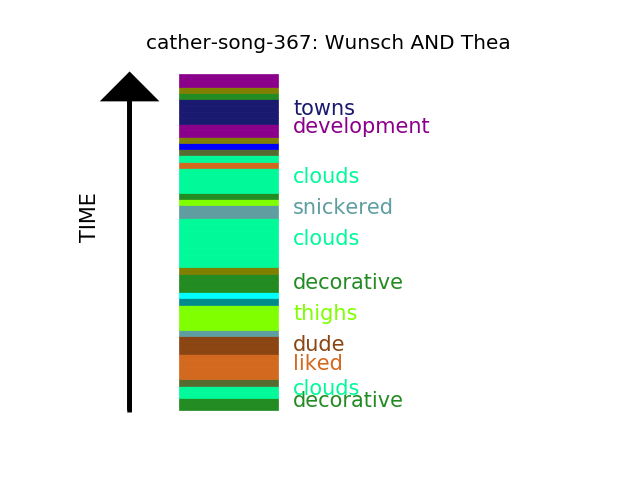 cather-song-367: Wunsch AND Thea
towns
development
clouds
snickered
clouds
decorative
thighs
dude
liked
clouds
decorative
TIME